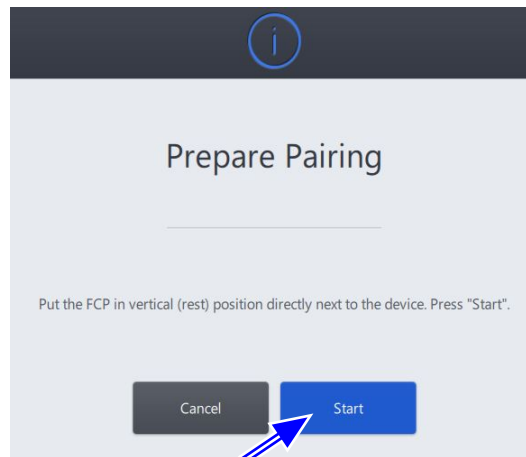 i
Prepare Pairing
Put the FCP in vertical (rest) position directly next to the device. Press "Start".
Cancel
Start